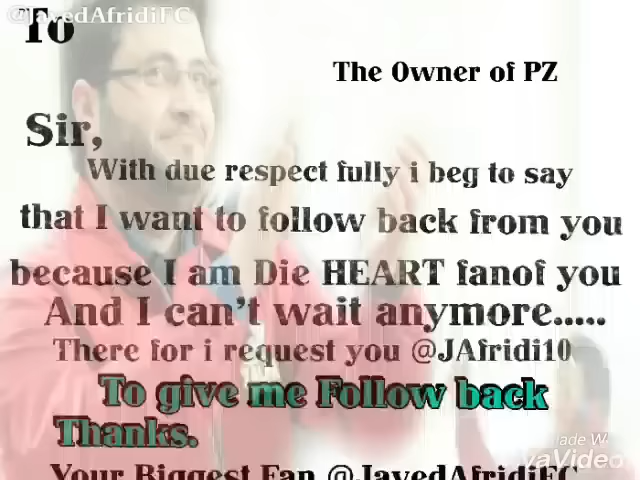 @JavedAfridiFC
To
The Owner of PZ
Sir,
With due respect fully i beg to say
that I want to follow back from you
because I am Die HEART fanof you
And I can't wait anymore.....
There for i request you @JAfridi10
To give me Follow back
Thanks.
Your Biggest Fan @JavedAfridiFC